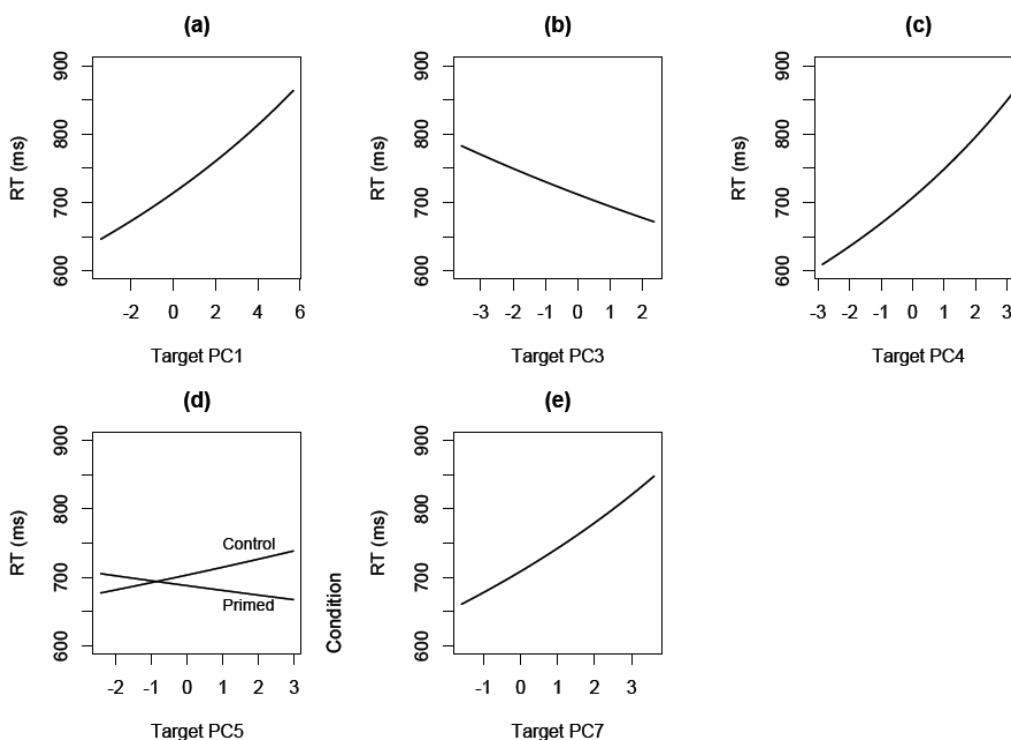 (a)
RT (ms)
900
800
700
600
-2 0 2 4 6
Target PC1
(b)
RT (ms)
900
800
700
600
-3 -2 -1 0 1 2
Target PC3
(c)
RT (ms)
900
800
700
600
-3 -2 -1 0 1 2 3
Target PC4
(d)
RT (ms)
900
800
700
600
Control
Primed
-2 -1 0 1 2 3
Target PC5
Condition
(e)
RT (ms)
900
800
700
600
-1 0 1 2 3
Target PC7